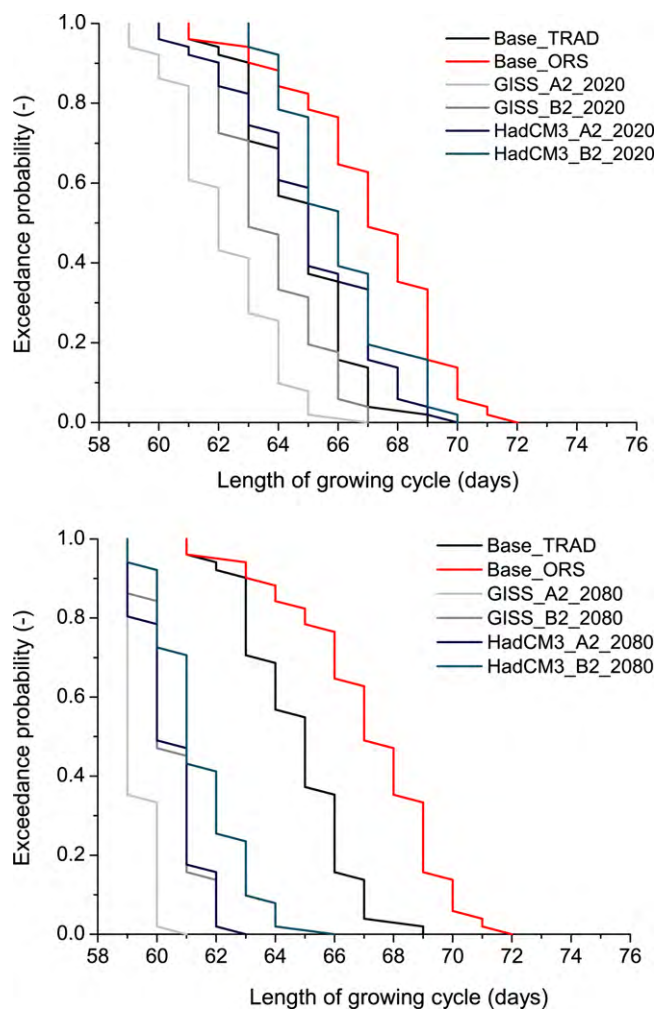 Exceedance probability (-)
1.0
0.8
0.6
0.4
0.2
0.0
Base_TRAD
Base_ORS
GISS_A2_2020
GISS_B2_2020
HadCM3_A2_2020
HadCM3_B2_2020
58 60 62 64 66 68 70 72 74 76
Length of growing cycle (days)
Exceedance probability (-)
1.0
0.8
0.6
0.4
0.2
0.0
Base_TRAD
Base_ORS
GISS_A2_2080
GISS_B2_2080
HadCM3_A2_2080
HadCM3_B2_2080
58 60 62 64 66 68 70 72 74 76
Length of growing cycle (days)